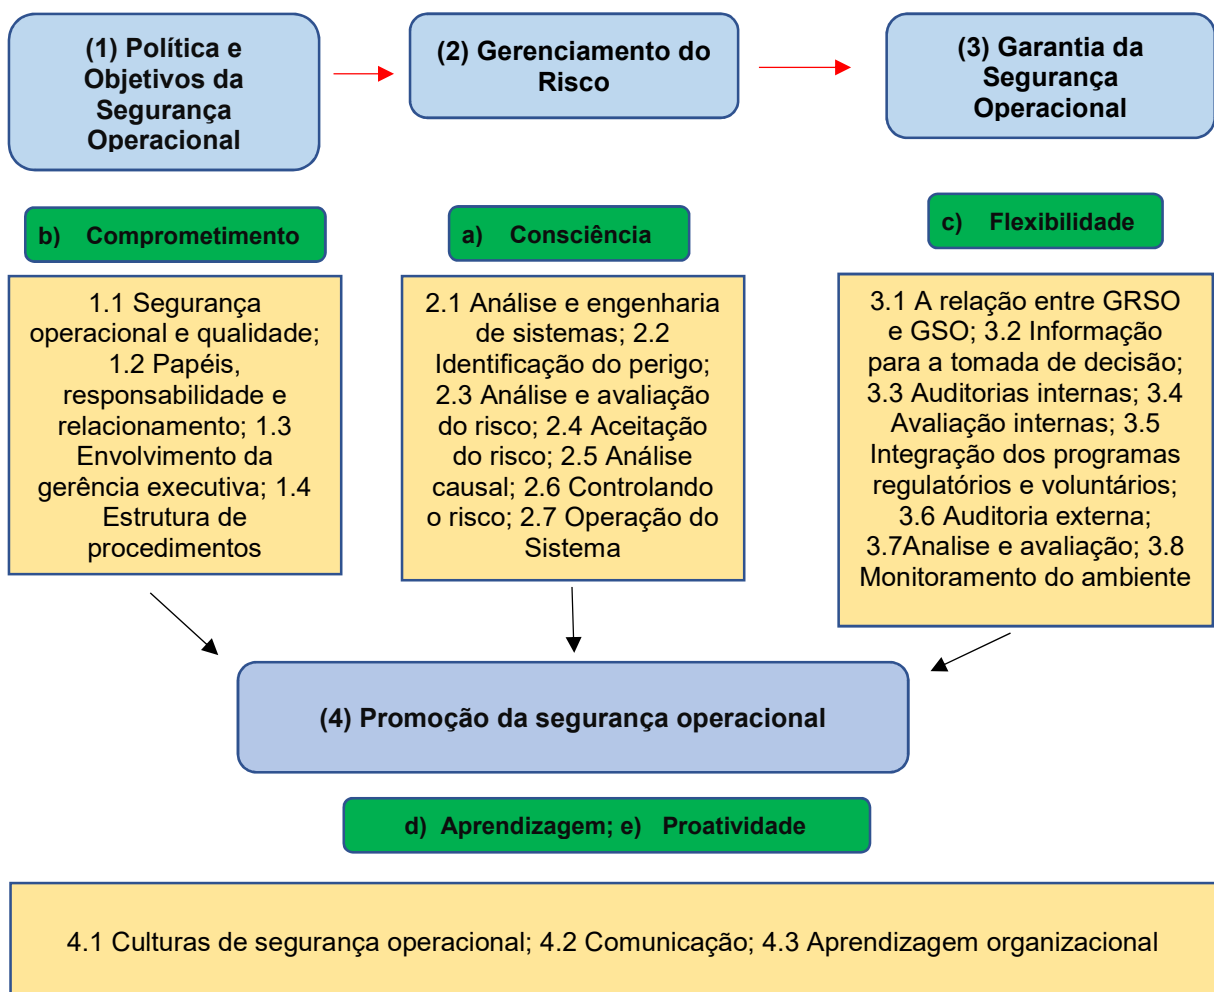 (1) Política e
Objetivos da
Segurança
Operacional
(2) Gerenciamento do
Risco
(3) Garantia da
Segurança
Operacional
b) Comprometimento
a) Consciência
c) Flexibilidade
1.1 Segurança
operacional e qualidade;
1.2 Papéis,
responsabilidade e
relacionamento; 1.3
Envolvimento da
gerência executiva; 1.4
Estrutura de
procedimentos
2.1 Análise e engenharia
de sistemas; 2.2
Identificação do perigo;
2.3 Análise e avaliação
do risco; 2.4 Aceitação
do risco; 2.5 Análise
causal; 2.6 Controlando
o risco; 2.7 Operação do
Sistema
3.1 A relação entre GRSO
e GSO; 3.2 Informação
para a tomada de decisão;
3.3 Auditorias internas; 3.4
Avaliação internas; 3.5
Integração dos programas
regulatórios e voluntários;
3.6 Auditoria externa;
3.7Analise e avaliação; 3.8
Monitoramento do ambiente
(4) Promoção da segurança operacional
d) Aprendizagem; e) Proatividade
4.1 Culturas de segurança operacional; 4.2 Comunicação; 4.3 Aprendizagem organizacional